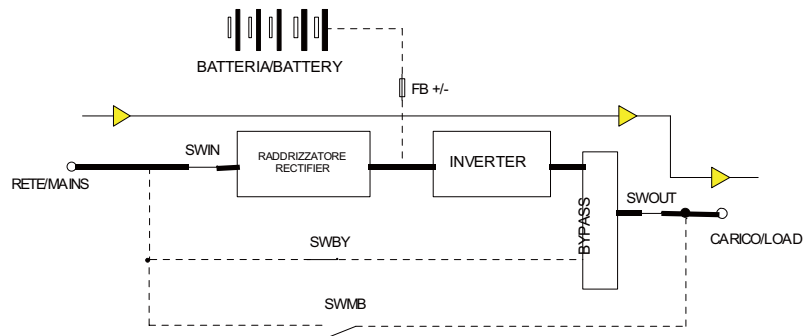 BATTERIA/BATTERY
FB +/-
SWIN
RADDRIZZATORE
RECTIFIER
INVERTER
RETE/MAINS
BYPASS
SWOUT
CARICO/LOAD
SWBY
SWMB